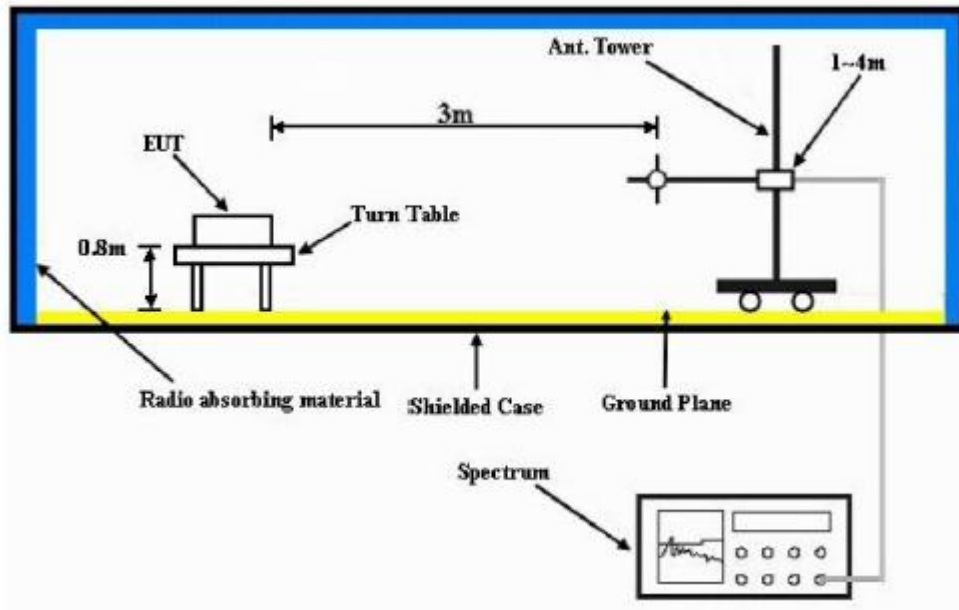 Ant. Tower
1~4m
3m
EUT
Turn Table
0.8m
Radio absorbing material
Shielded Case
Ground Plane
Spectrum